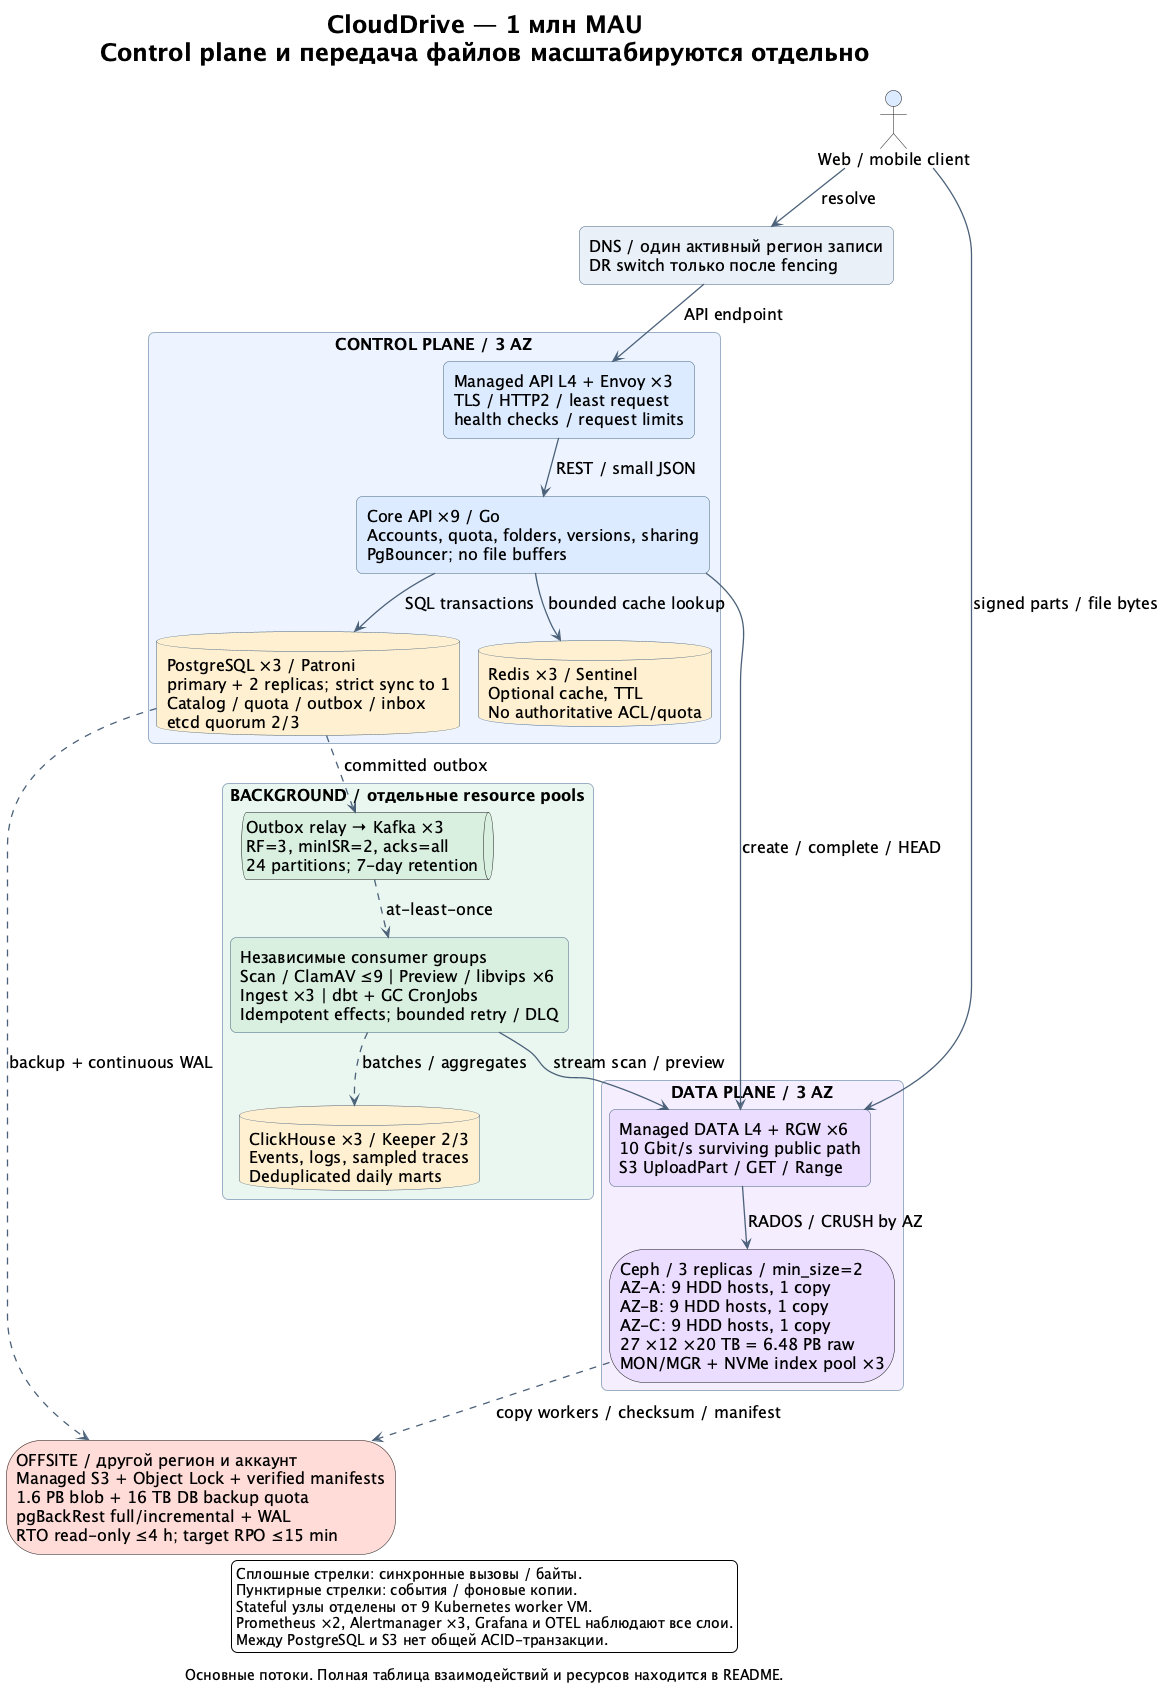 CloudDrive — 1 млн MAU
Control plane и передача файлов масштабируются отдельно
Web / mobile client
resolve
DNS / один активный регион записи
DR switch только после fencing
API endpoint
CONTROL PLANE / 3 AZ
Managed API L4 + Envoy ×3
TLS / HTTP2 / least request
health checks / request limits
REST / small JSON
Core API ×9 / Go
Accounts, quota, folders, versions, sharing
PgBouncer; no file buffers
SQL transactions
bounded cache lookup
signed parts / file bytes
PostgreSQL ×3 / Patroni
primary + 2 replicas; strict sync to 1
Catalog / quota / outbox / inbox
etcd quorum 2/3
Redis ×3 / Sentinel
Optional cache, TTL
No authoritative ACL/quota
committed outbox
BACKGROUND / отдельные resource pools
Outbox relay → Kafka ×3
RF=3, minISR=2, acks=all
24 partitions; 7-day retention
create / complete / HEAD
at-least-once
Независимые consumer groups
Scan / ClamAV ≤9 | Preview / libvips ×6
Ingest ×3 | dbt + GC CronJobs
Idempotent effects; bounded retry / DLQ
backup + continuous WAL
batches / aggregates
stream scan / preview
DATA PLANE / 3 AZ
Managed DATA L4 + RGW ×6
10 Gbit/s surviving public path
S3 UploadPart / GET / Range
ClickHouse ×3 / Keeper 2/3
Events, logs, sampled traces
Deduplicated daily marts
RADOS / CRUSH by AZ
Ceph / 3 replicas / min_size=2
AZ-A: 9 HDD hosts, 1 copy
AZ-B: 9 HDD hosts, 1 copy
AZ-C: 9 HDD hosts, 1 copy
27 ×12 ×20 TB = 6.48 PB raw
MON/MGR + NVMe index pool ×3
copy workers / checksum / manifest
OFFSITE / другой регион и аккаунт
Managed S3 + Object Lock + verified manifests
1.6 PB blob + 16 TB DB backup quota
pgBackRest full/incremental + WAL
RTO read-only ≤4 h; target RPO ≤15 min
Сплошные стрелки: синхронные вызовы / байты.
Пунктирные стрелки: события / фоновые копии.
Stateful узлы отделены от 9 Kubernetes worker VM.
Prometheus ×2, Alertmanager ×3, Grafana и OTEL наблюдают все слои.
Между PostgreSQL и S3 нет общей ACID-транзакции.
Основные потоки. Полная таблица взаимодействий и ресурсов находится в README.